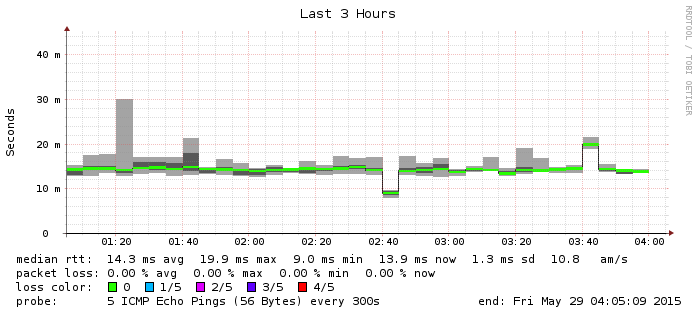 Last 3 Hours
RRDTOOL / TOBI OETIKER
Seconds
40 m
30 m
20 m
10 m
0
01:20 01:40 02:00 02:20 02:40 03:00 03:20 03:40 04:00
median rtt: 14.3 ms avg 19.9 ms max 9.0 ms min 13.9 ms now 1.3 ms sd 10.8 am/s
packet loss: 0.00 % avg 0.00 % max 0.00 % min 0.00 % now
loss color: 0 1/5 2/5 3/5 4/5
probe: 5 ICMP Echo Pings (56 Bytes) every 300s end: Fri May 29 04:05:09 2015